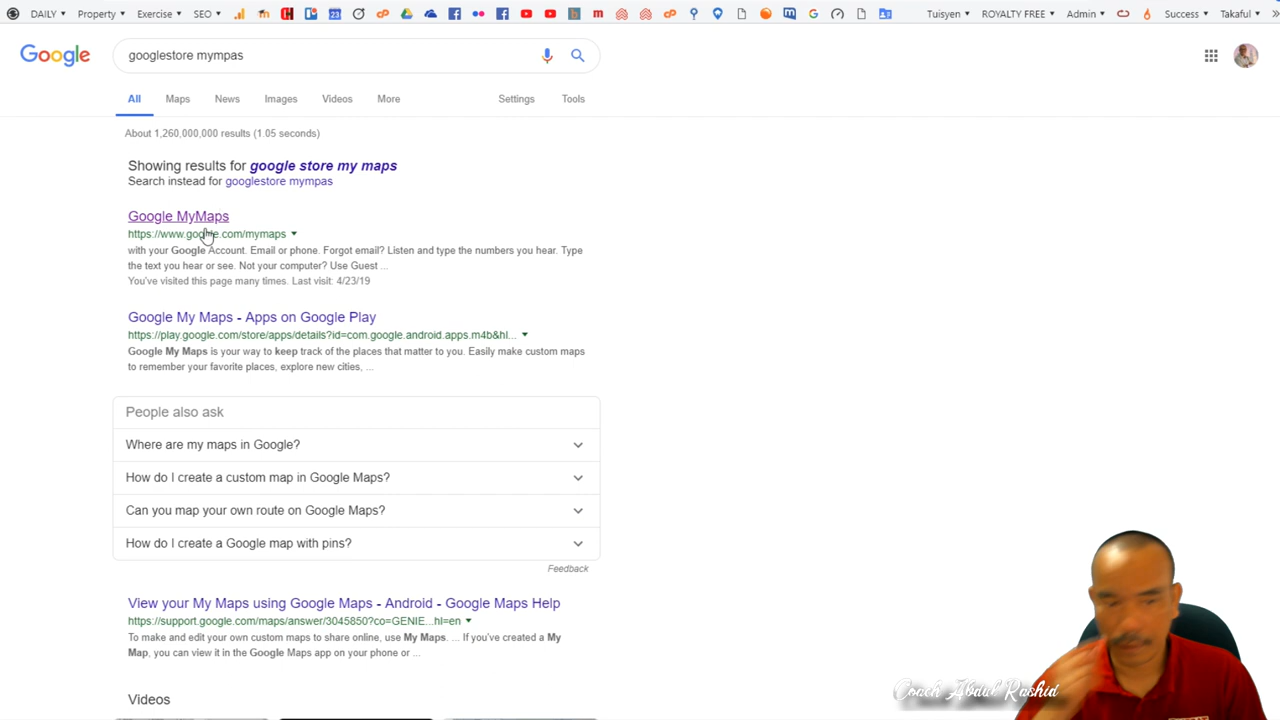 DAILY Property Exercise SEO Tuisyen ROYALTY FREE Admin Success Takaful
Google googlestore mympas
All Maps News Images Videos More Settings Tools
About 1,260,000,000 results (1.05 seconds)
Showing results for google store my maps
Search instead for googlestore mympas
Google MyMaps
https://www.google.com/mymaps
with your Google Account. Email or phone. Forgot email? Listen and type the numbers you hear. Type
the text you hear or see. Not your computer? Use Guest ...
You've visited this page many times. Last visit: 4/23/19
Google My Maps - Apps on Google Play
https://play.google.com/store/apps/details?id=com.google.android.apps.m4b&hl...
Google My Maps is your way to keep track of the places that matter to you. Easily make custom maps
to remember your favorite places, explore new cities, ...
People also ask
Where are my maps in Google?
How do I create a custom map in Google Maps?
Can you map your own route on Google Maps?
How do I create a Google map with pins?
Feedback
View your My Maps using Google Maps - Android - Google Maps Help
https://support.google.com/maps/answer/3045850?co=GENIE...hl=en
To make and edit your own custom maps to share online, use My Maps. ... If you've created a My
Map, you can view it in the Google Maps app on your phone or ...
Coach Abdul Rashid
Videos